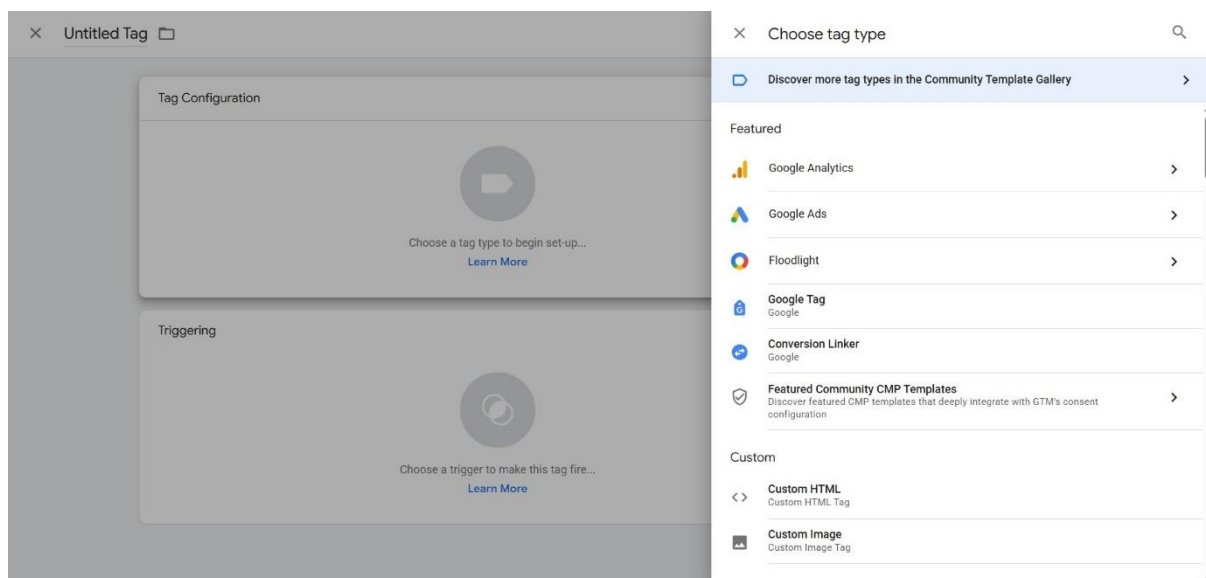 Untitled Tag
Tag Configuration
Choose a tag type to begin set-up...
Learn More
Triggering
Choose a trigger to make this tag fire...
Learn More
Choose tag type
Discover more tag types in the Community Template Gallery
Featured
Google Analytics
Google Ads
Floodlight
Google Tag
Google
Conversion Linker
Google
Featured Community CMP Templates
Discover featured CMP templates that deeply integrate with GTM's consent
configuration
Custom
Custom HTML
Custom HTML Tag
Custom Image
Custom Image Tag